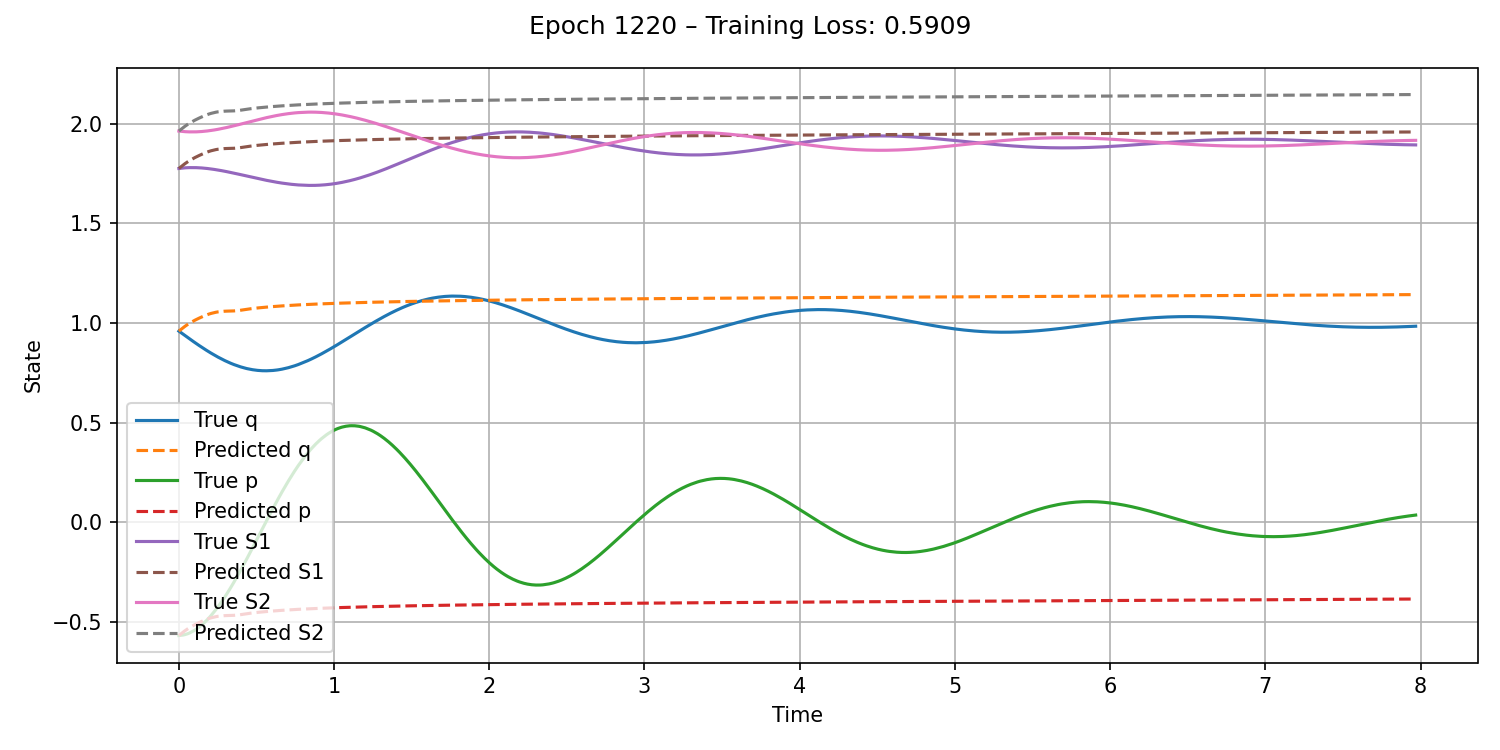 Epoch 1220 – Training Loss: 0.5909
State
2.0
1.5
1.0
0.5
0.0
−0.5
True q
Predicted q
True p
Predicted p
True S1
Predicted S1
True S2
Predicted S2
0 1 2 3 4 5 6 7 8
Time